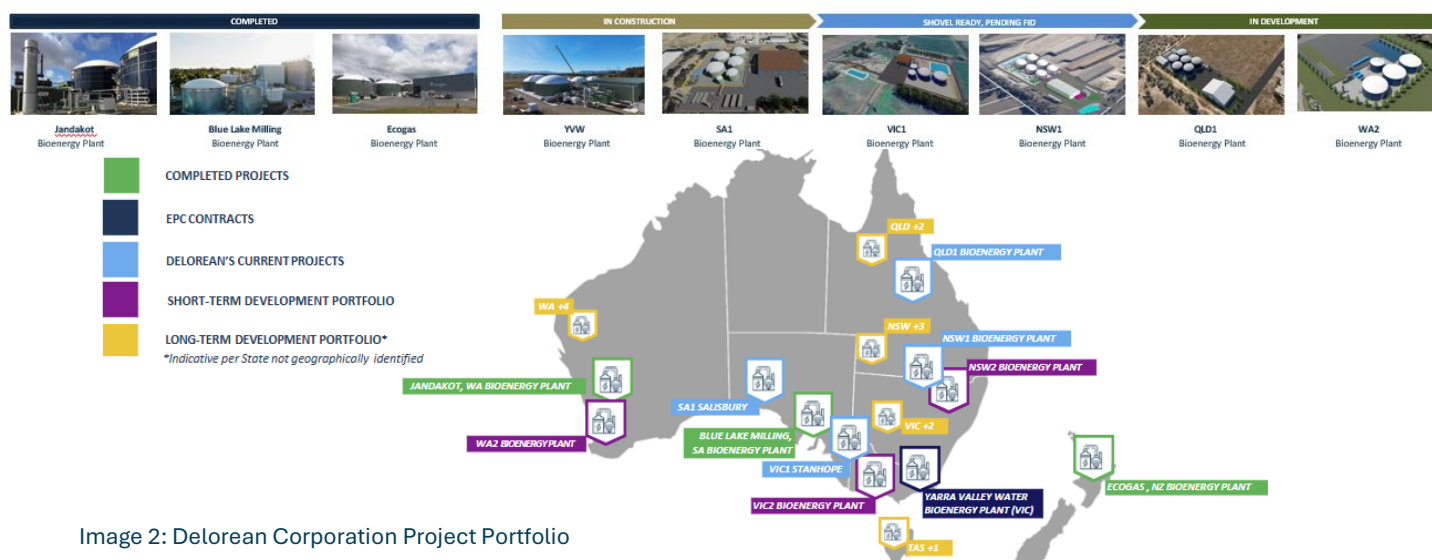 COMPLETED
IN CONSTRUCTION
SHOVEL READY, PENDING FID
IN DEVELOPMENT
Jandakot
Bioenergy Plant
Blue Lake Milling
Bioenergy Plant
Ecogas
Bioenergy Plant
YVW
Bioenergy Plant
SA1
Bioenergy Plant
VIC1
Bioenergy Plant
NSW1
Bioenergy Plant
QLD1
Bioenergy Plant
WA2
Bioenergy Plant
COMPLETED PROJECTS
EPC CONTRACTS
DELOREAN'S CURRENT PROJECTS
SHORT-TERM DEVELOPMENT PORTFOLIO
LONG-TERM DEVELOPMENT PORTFOLIO*
*Indicative per State not geographically identified
QLD +2
QLD1 BIOENERGY PLANT
WA +4
NSW +3
NSW1 BIOENERGY PLANT
NSW2 BIOENERGY PLANT
JANDAKOT, WA BIOENERGY PLANT
SA1 SALISBURY
VIC +2
WA2 BIOENERGY PLANT
BLUE LAKE MILLING,
SA BIOENERGY PLANT
VIC1 STANHOPE
ECOGAS , NZ BIOENERGY PLANT
VIC2 BIOENERGY PLANT
YARRA VALLEY WATER
BIOENERGY PLANT (VIC)
TAS +1
Image 2: Delorean Corporation Project Portfolio